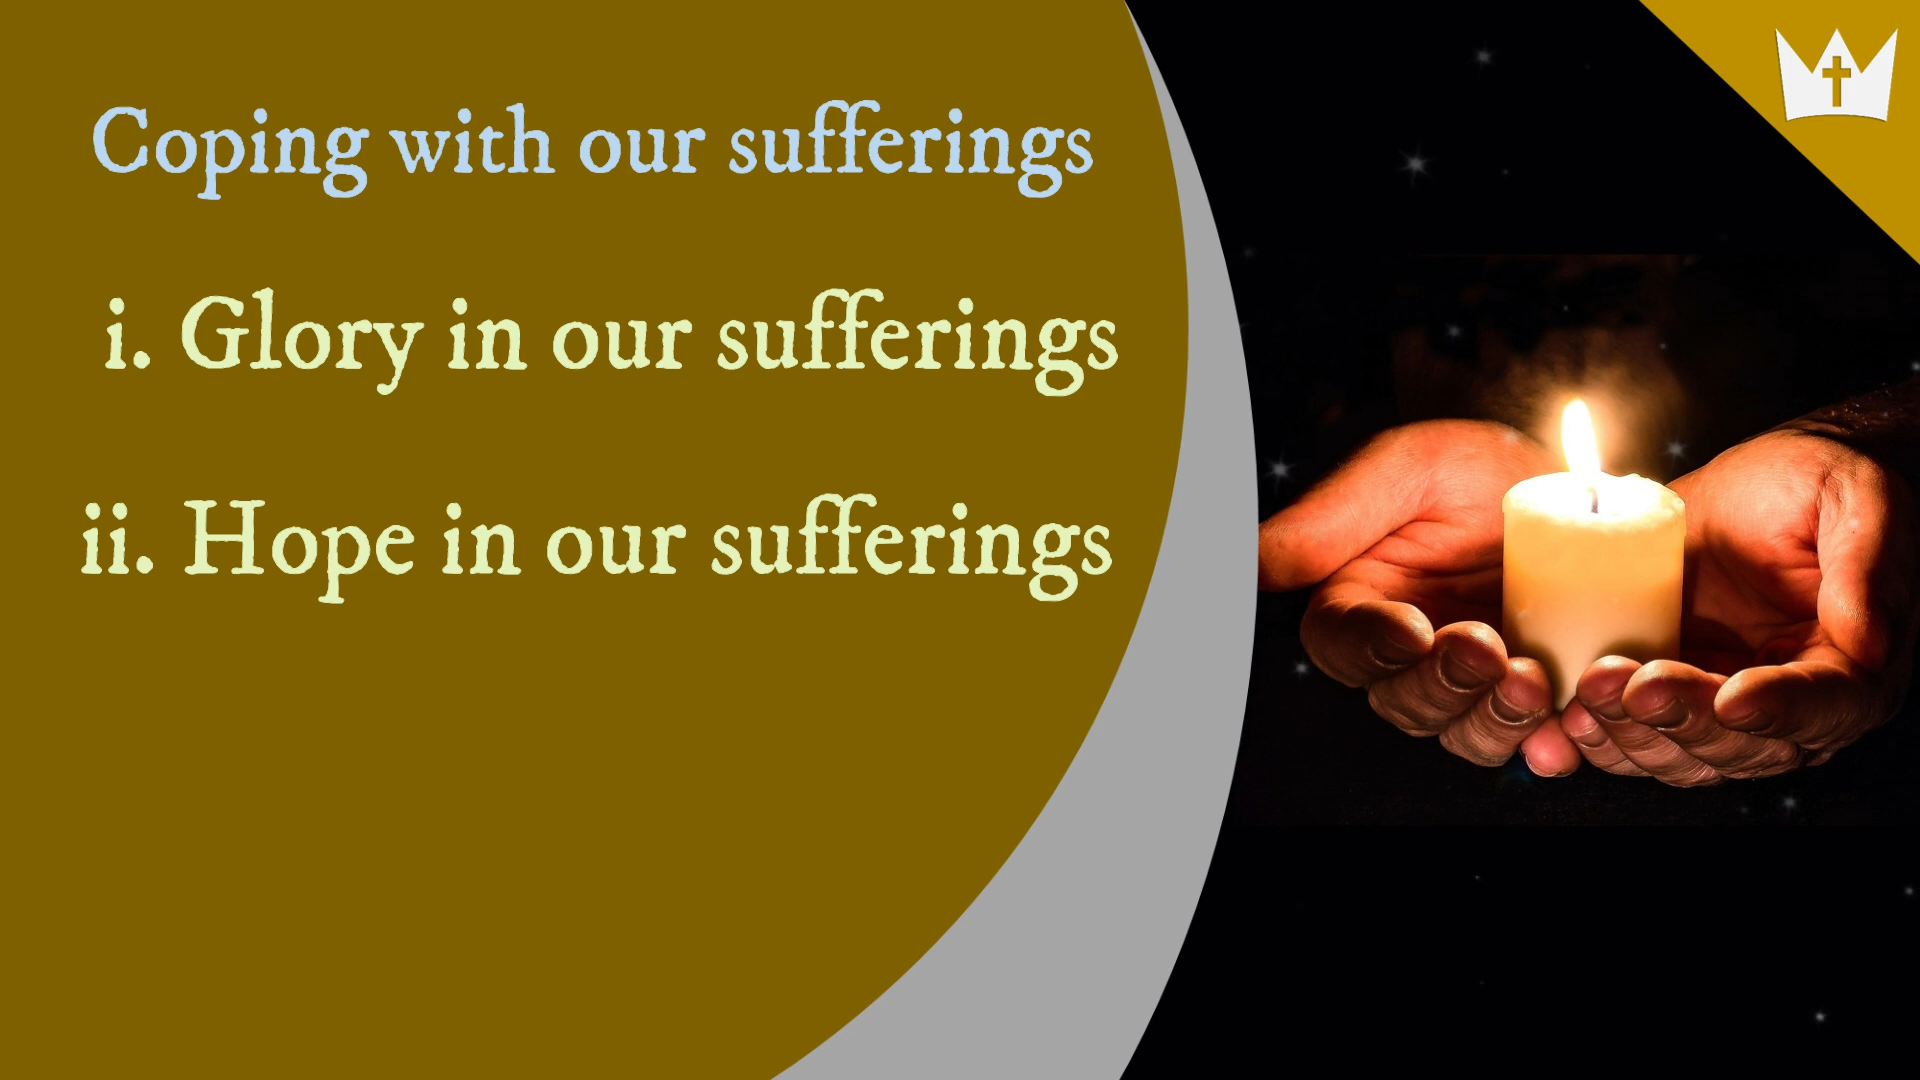 Coping with our sufferings
i. Glory in our sufferings
ii. Hope in our sufferings